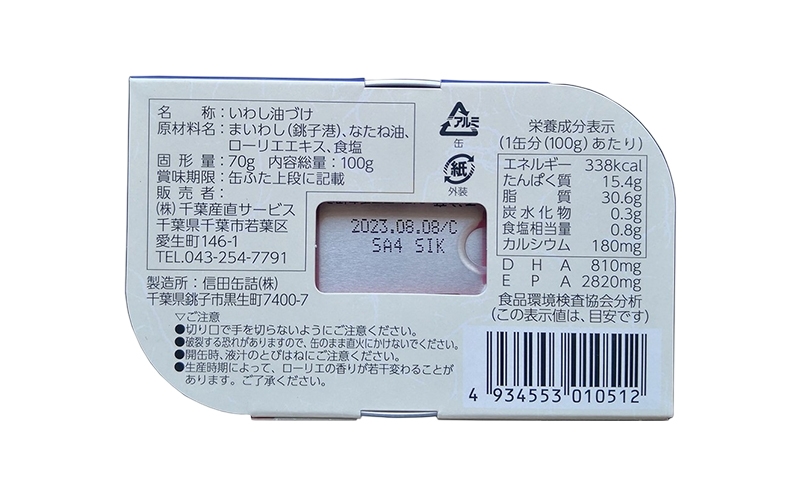 名称：いわし油づけ
原材料名：まいわし(銚子港)、なたね油、
ローリエエキス、食塩
固形量：70g 内容総量：100g
賞味期限：缶ふた上段に記載
販売者：
(株)千葉産直サービス
千葉県千葉市若葉区
愛生町146-1
TEL.043-254-7791
製造所：信田缶詰(株)
千葉県銚子市黒生町7400-7
▽ご注意
●切り口で手を切らないようにご注意ください。
●破裂する恐れがありますので、缶のまま直火にかけないでください。
●開缶時、液汁のとびはねにご注意ください。
●生産時期によって、ローリエの香りが若干変わることが
あります。ご了承ください。
2023.08.08/C
SA4 SIK
アルミ
缶
紙
外装
栄養成分表示
(1缶分(100g)あたり)
エネルギー 338kcal
たんぱく質 15.4g
脂質 30.6g
炭水化物 0.3g
食塩相当量 0.8g
カルシウム 180mg
DHA 810mg
EPA 2820mg
食品環境検査協会分析
(この表示値は、目安です)
4 934553 010512